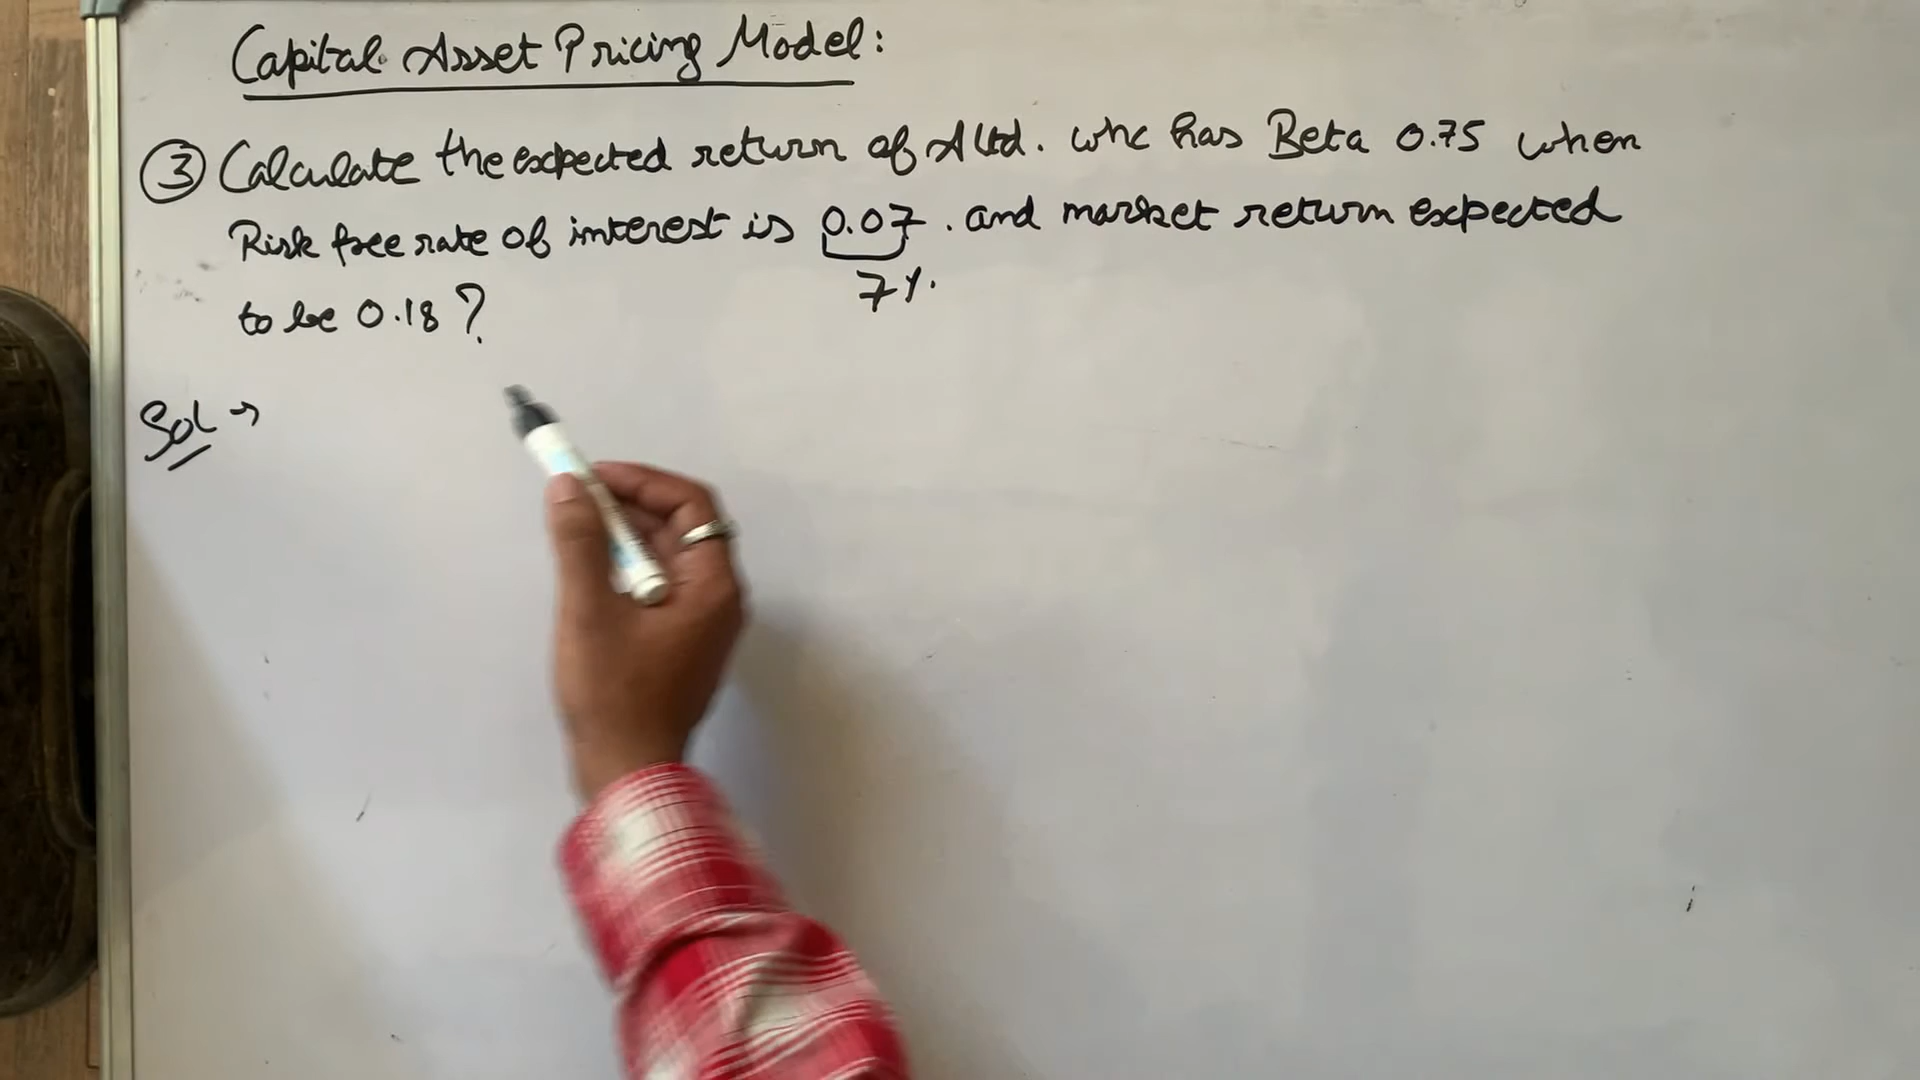 Capital Asset Pricing Model:
③ Calculate the expected return of A Ltd. whc has Beta 0.75 when
Risk free rate of interest is 0.07. and market return expected
7%.
to be 0.18?
Sol →